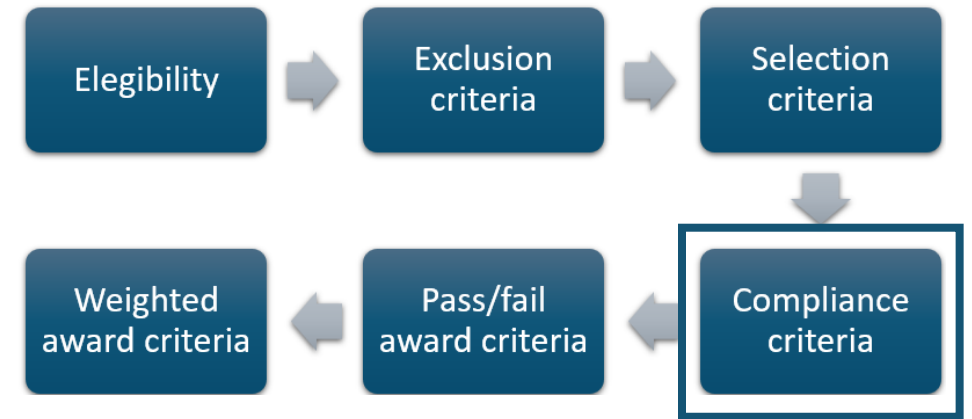 Elegibility
Exclusion
criteria
Selection
criteria
Compliance
criteria
Pass/fail
award criteria
Weighted
award criteria